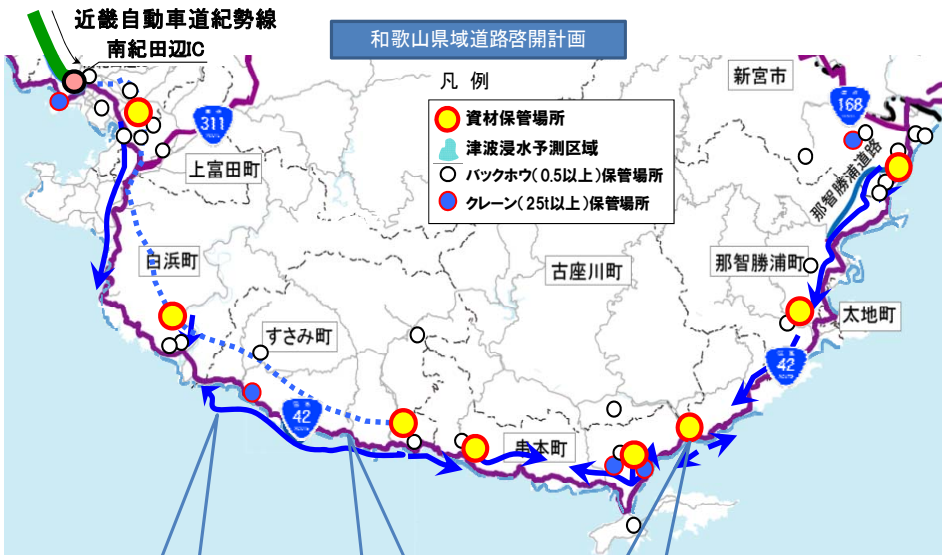 近畿自動車道紀勢線
南紀田辺IC
和歌山県域道路啓開計画
凡 例
資材保管場所
津波浸水予測区域
バックホウ(0.5以上)保管場所
クレーン(25t以上)保管場所
新宮市
168
311
上富田町
那智勝浦道路
白浜町
古座川町
那智勝浦町
太地町
すさみ町
42
42
串本町